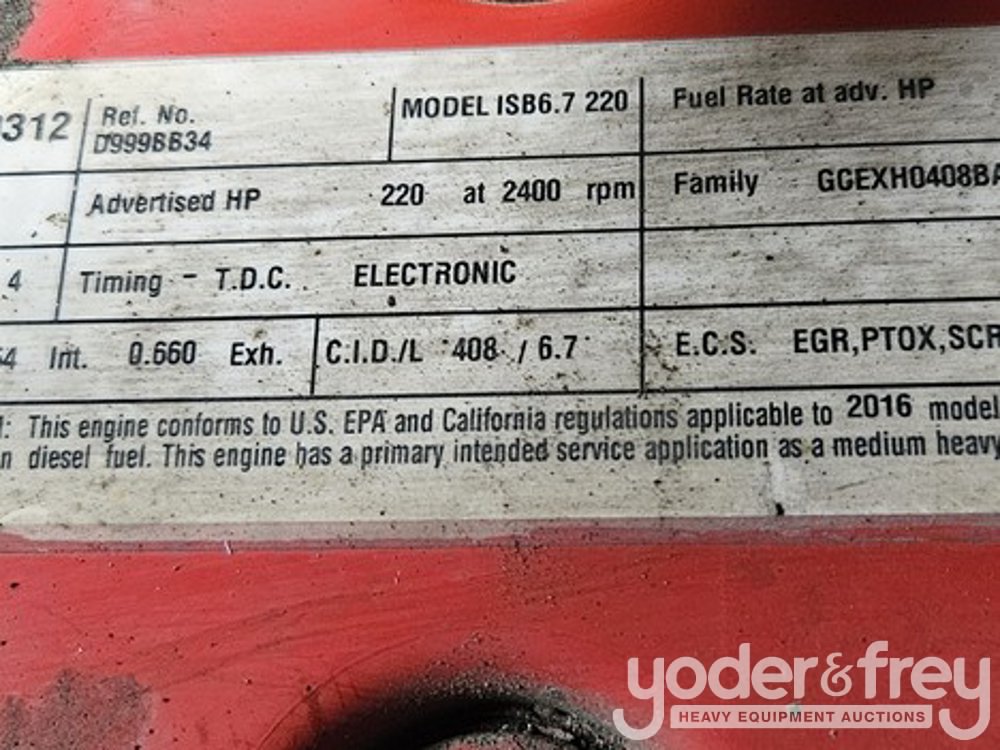 312 Ref. No. MODEL ISB6.7 220 Fuel Rate at adv. HP
D999BB34
Advertised HP 220 at 2400 rpm Family GCEXH0408BA
4 Timing - T.D.C. ELECTRONIC
Int. 0.660 Exh. C.I.D./L 408 / 6.7 E.C.S. EGR,PTOX,SCR
: This engine conforms to U.S. EPA and California regulations applicable to 2016 model
n diesel fuel. This engine has a primary intended service application as a medium heavy
yoder&frey
HEAVY EQUIPMENT AUCTIONS